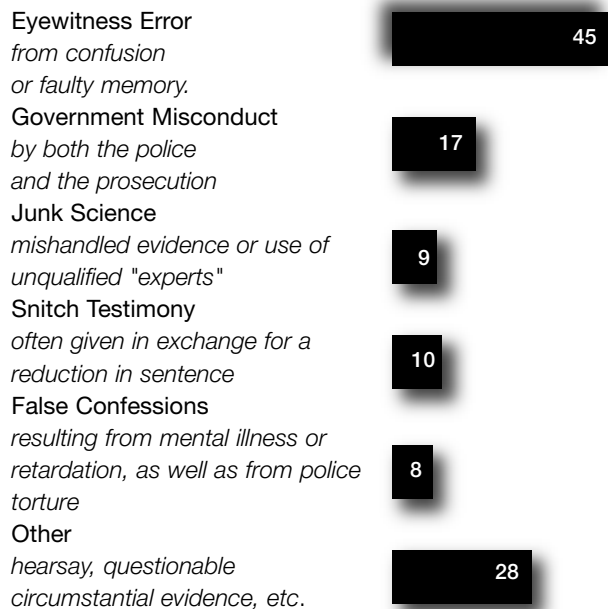 Eyewitness Error
from confusion
or faulty memory.
45
Government Misconduct
by both the police
and the prosecution
17
Junk Science
mishandled evidence or use of
unqualified "experts"
9
Snitch Testimony
often given in exchange for a
reduction in sentence
10
False Confessions
resulting from mental illness or
retardation, as well as from police
torture
8
Other
hearsay, questionable
circumstantial evidence, etc.
28